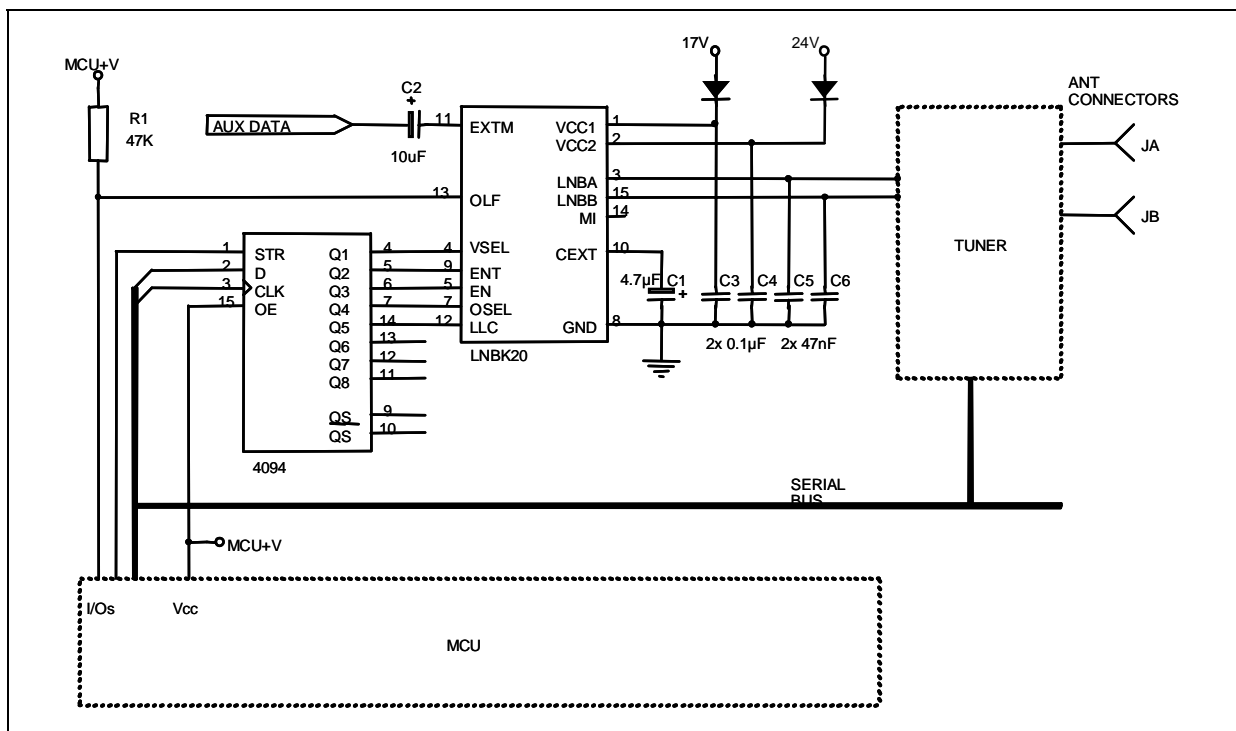 17V
24V
MCU+V
ANT
CONNECTORS
C2
+
R1
47K
AUX DATA
11
EXTM
10uF
VCC1
1
VCC2
2
JA
LNBA
3
LNBB
15
MI
14
13
OLF
JB
TUNER
1
STR
Q1
4
4
VSEL
CEXT
10
2
D
Q2
5
9
ENT
3
CLK
Q3
6
5
EN
4.7µF
C1
+
C3
C4
C5
C6
15
OE
Q4
7
7
OSEL
Q5
14
12
LLC
GND
8
Q6
13
Q7
12
Q8
11
LNBK20
2x 0.1µF
2x 47nF
QS
9
QS
10
4094
SERIAL
BUS
MCU+V
I/Os
Vcc
MCU